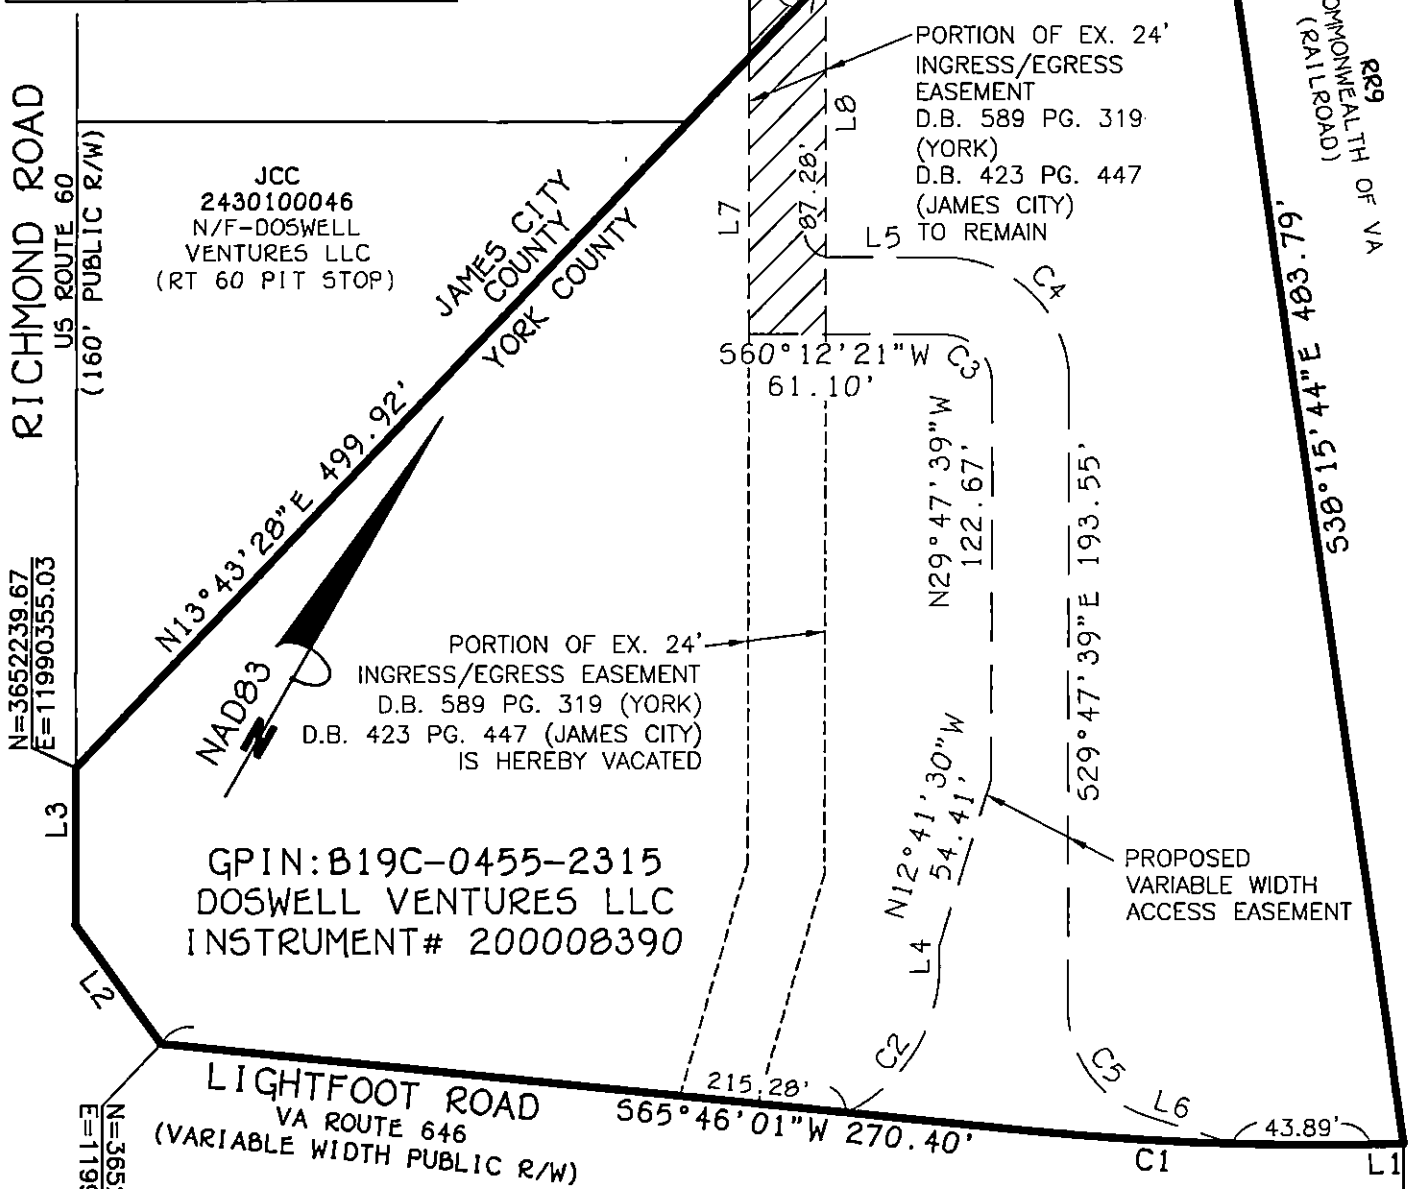 RICHMOND ROAD
US ROUTE 60
(160' PUBLIC R/W)
JCC
2430100046
N/F-DOSWELL
VENTURES LLC
(RT 60 PIT STOP)
JAMES CITY
COUNTY
YORK COUNTY
PORTION OF EX. 24'
INGRESS/EGRESS
EASEMENT
D.B. 589 PG. 319
(YORK)
D.B. 423 PG. 447
(JAMES CITY)
TO REMAIN
RR9
COMMONWEALTH OF VA
(RAILROAD)
L7
L8
87.28'
L5
C4
S60°12'21"W
61.10'
C3
S38°15'44"E 483.79'
N13°43'28"E 499.92'
N29°47'39"W
122.67'
S29°47'39"E 193.55'
N=3652239.67
E=11990355.03
NAD83
N
PORTION OF EX. 24'
INGRESS/EGRESS EASEMENT
D.B. 589 PG. 319 (YORK)
D.B. 423 PG. 447 (JAMES CITY)
IS HEREBY VACATED
N12°41'30"W
54.41'
L3
GPIN:B19C-0455-2315
DOSWELL VENTURES LLC
INSTRUMENT# 200008390
PROPOSED
VARIABLE WIDTH
ACCESS EASEMENT
L4
L2
C2
C5
L6
LIGHTFOOT ROAD
VA ROUTE 646
(VARIABLE WIDTH PUBLIC R/W)
215.28'
S65°46'01"W 270.40'
43.89'
C1
L1
N=365
E=1199